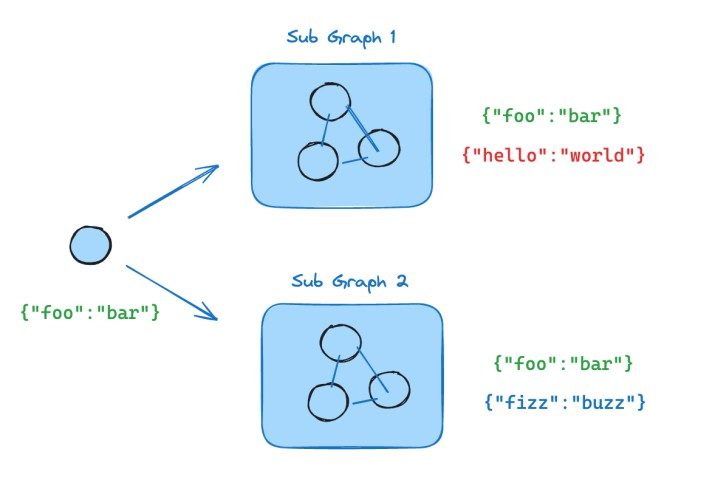 Sub Graph 1
{"foo":"bar"}
{"hello":"world"}
{"foo":"bar"}
Sub Graph 2
{"foo":"bar"}
{"fizz":"buzz"}